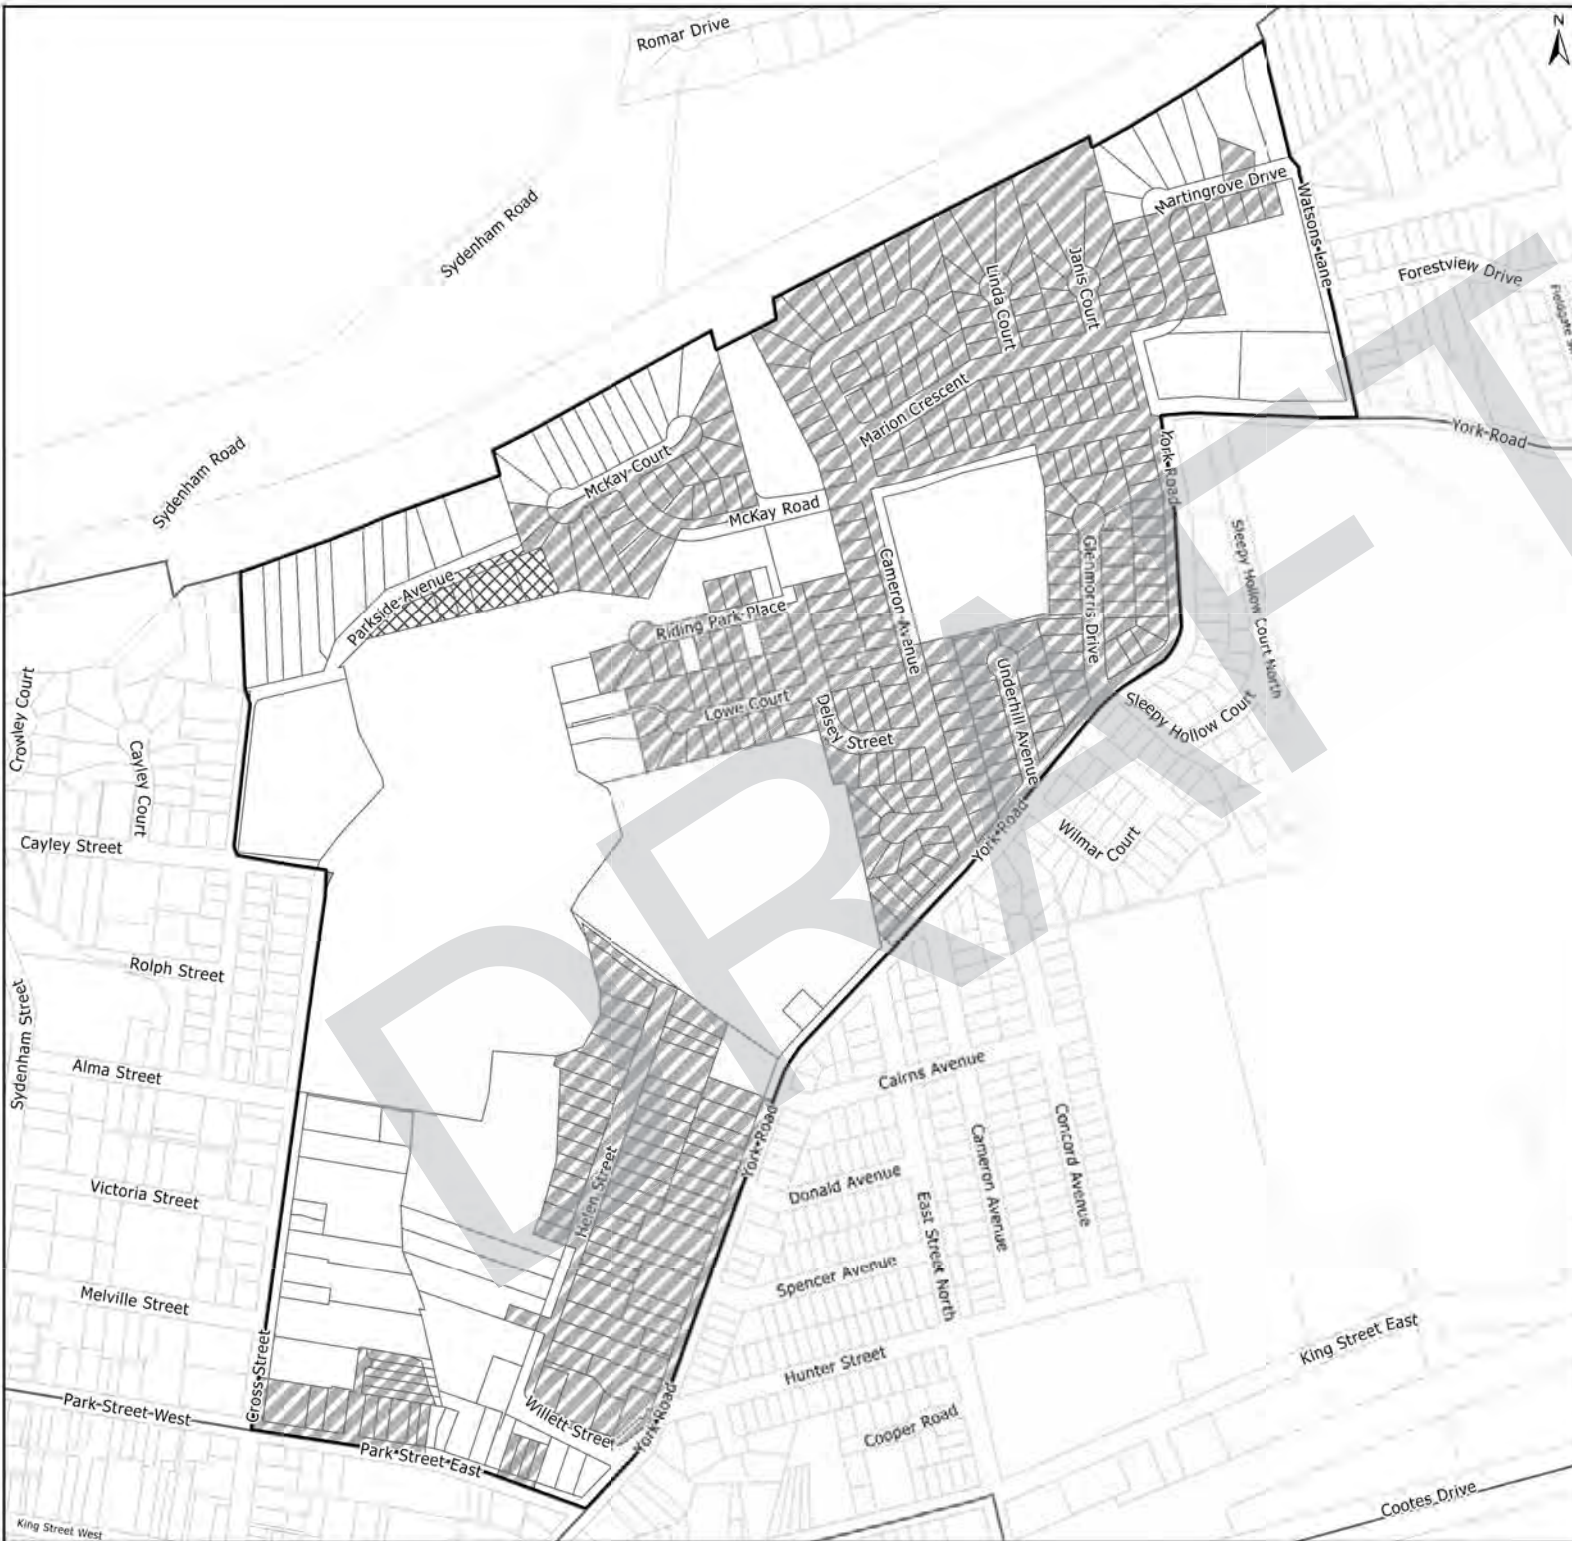 Romar Drive
N
Sydenham Road
Martingrove Drive
Watsons Lane
Forestview Drive
Linda Court
Janis Court
Marion Crescent
York Road
York Road
Sydenham Road
McKay Court
McKay Road
Parkside Avenue
Cameron Avenue
Glenmorris Drive
Sleepy Hollow Court North
Riding Park Place
Lowe Court
Delsey Street
Underhill Avenue
Sleepy Hollow Court
Crowley Court
Cayley Court
Cayley Street
York Road
Wilmar Court
Rolph Street
Sydenham Street
Alma Street
Cairns Avenue
Concord Avenue
Cameron Avenue
York Road
Donald Avenue
East Street North
Helen Street
Victoria Street
Spencer Avenue
Melville Street
King Street East
Hunter Street
Cross Street
Park Street West
Willett Street
York Road
Cooper Road
Park Street East
Cootes Drive
King Street West
DRAFT